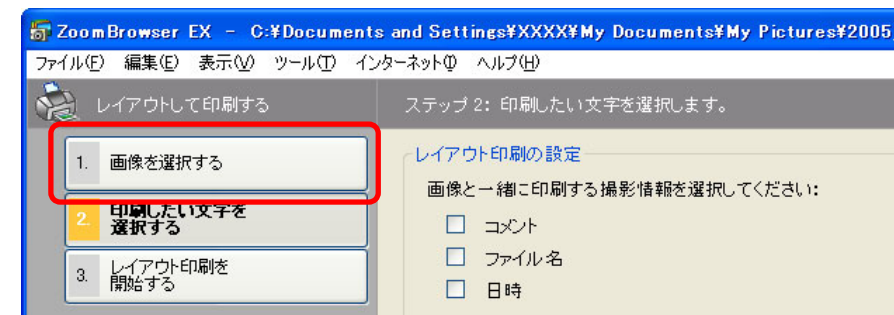 ZoomBrowser EX - C:¥Documents and Settings¥XXXX¥My Documents¥My Pictures¥2005
ファイル(F) 編集(E) 表示(V) ツール(T) インターネット(I) ヘルプ(H)
レイアウトして印刷する
ステップ 2: 印刷したい文字を選択します。
1. 画像を選択する
2. 印刷したい文字を
選択する
3. レイアウト印刷を
開始する
レイアウト印刷の設定
画像と一緒に印刷する撮影情報を選択してください:
コメント
ファイル名
日時